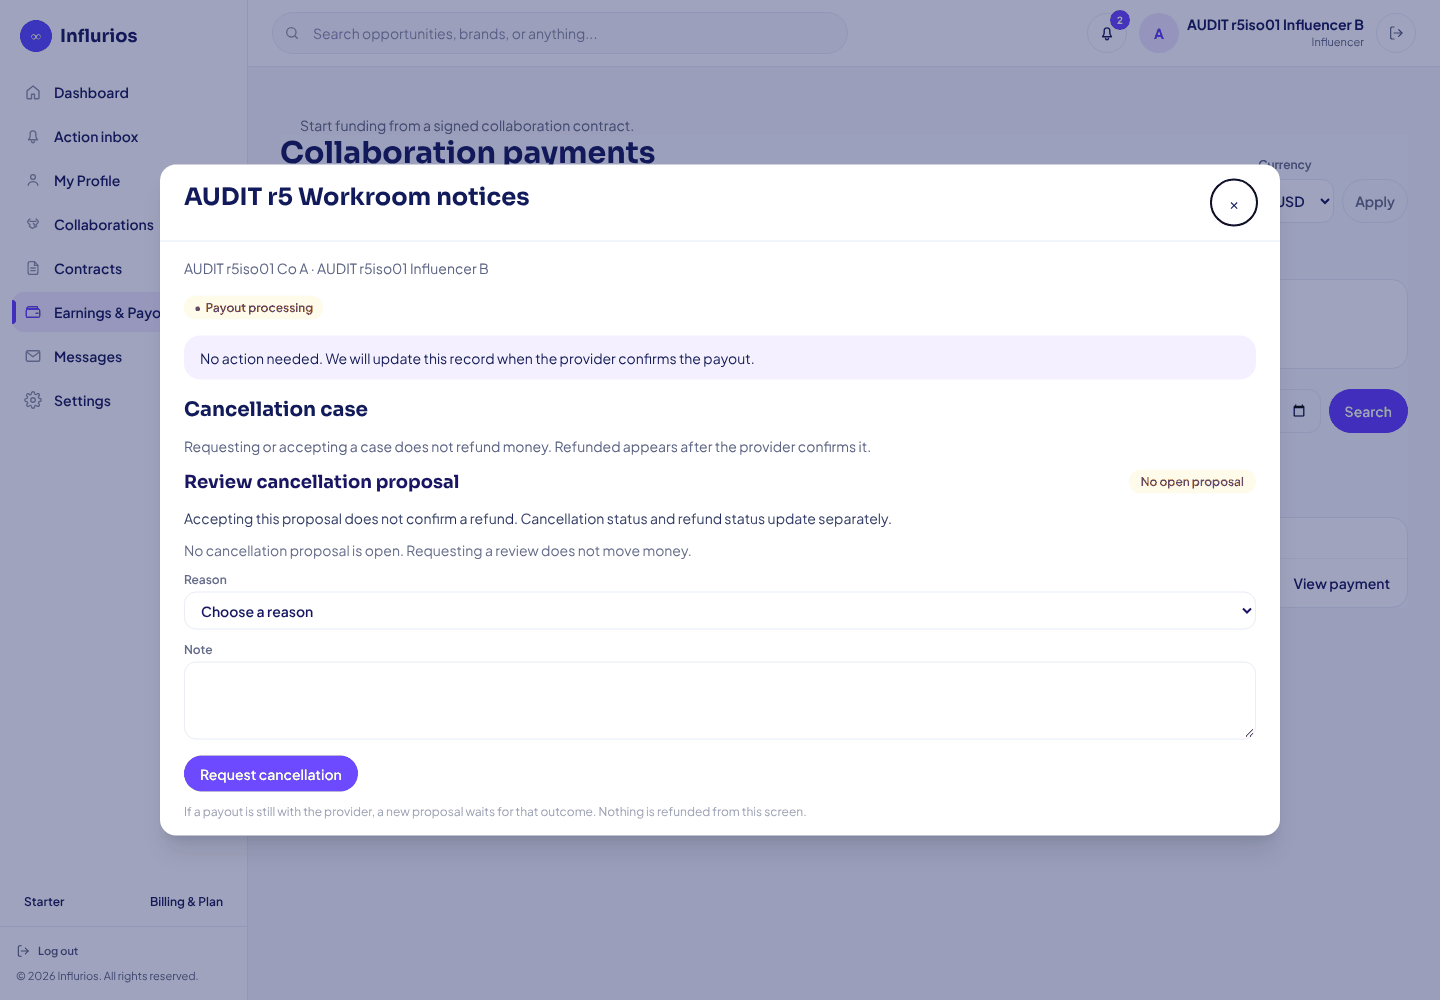 ∞ Influrios
Search opportunities, brands, or anything...
2
A
AUDIT r5iso01 Influencer B
Influencer
Dashboard
Action inbox
My Profile
Collaborations
Contracts
Earnings & Payo
Messages
Settings
Start funding from a signed collaboration contract.
Collaboration payments
Currency
USD
Apply
Search
View payment
AUDIT r5 Workroom notices
×
AUDIT r5iso01 Co A · AUDIT r5iso01 Influencer B
• Payout processing
No action needed. We will update this record when the provider confirms the payout.
Cancellation case
Requesting or accepting a case does not refund money. Refunded appears after the provider confirms it.
Review cancellation proposal
No open proposal
Accepting this proposal does not confirm a refund. Cancellation status and refund status update separately.
No cancellation proposal is open. Requesting a review does not move money.
Reason
Choose a reason
Note
Request cancellation
If a payout is still with the provider, a new proposal waits for that outcome. Nothing is refunded from this screen.
Starter
Billing & Plan
Log out
© 2026 Influrios. All rights reserved.